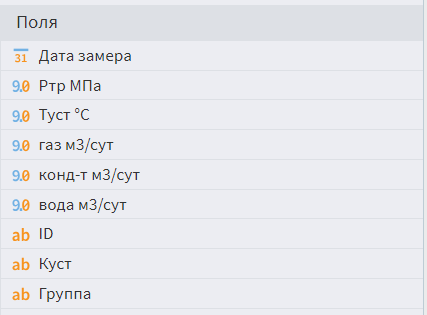 Поля
31 Дата замера
9.0 Pтр МПа
9.0 Туст °C
9.0 газ м3/сут
9.0 конд-т м3/сут
9.0 вода м3/сут
ab ID
ab Куст
ab Группа